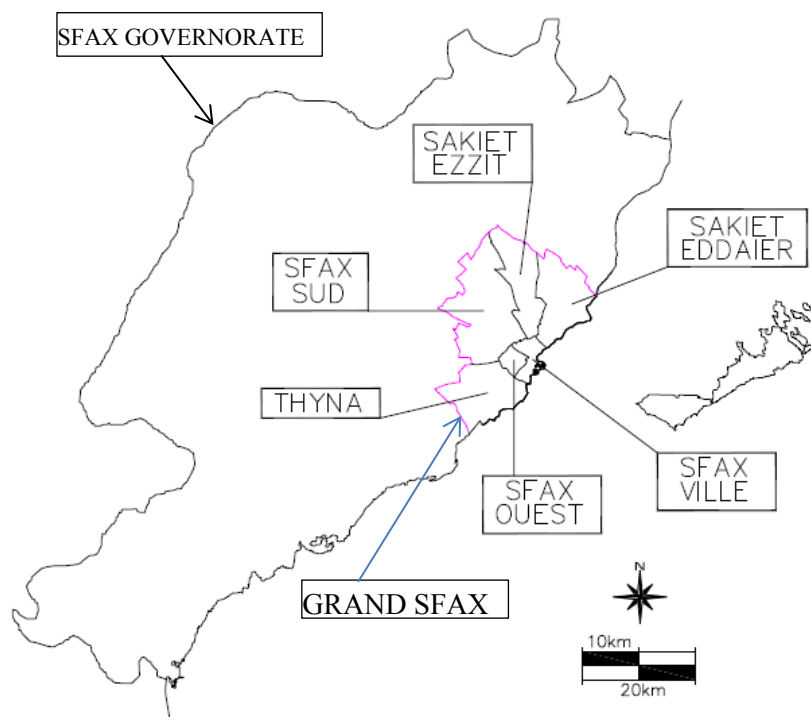 SFAX GOVERNORATE
SAKIET
EZZIT
SAKIET
EDDAIER
SFAX
SUD
THYNA
SFAX
OUEST
SFAX
VILLE
GRAND SFAX
N
10km
20km